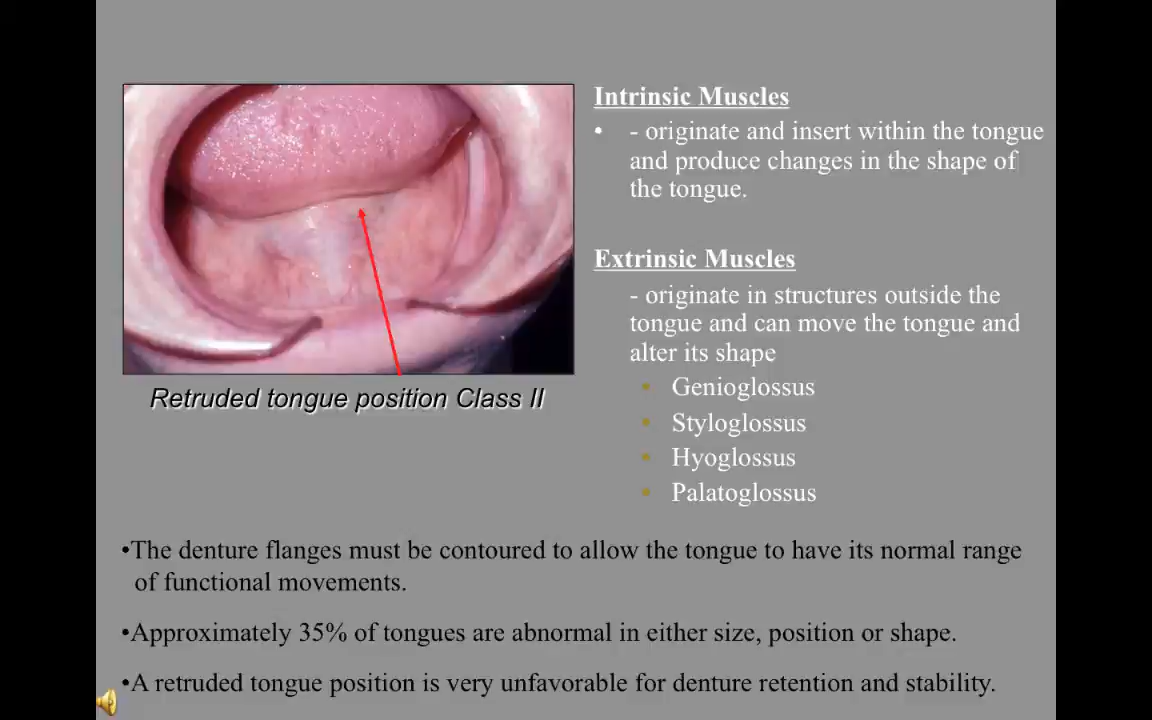 Intrinsic Muscles
• - originate and insert within the tongue
and produce changes in the shape of
the tongue.
Extrinsic Muscles
- originate in structures outside the
tongue and can move the tongue and
alter its shape
• Genioglossus
• Styloglossus
• Hyoglossus
• Palatoglossus
Retruded tongue position Class II
•The denture flanges must be contoured to allow the tongue to have its normal range
of functional movements.
•Approximately 35% of tongues are abnormal in either size, position or shape.
•A retruded tongue position is very unfavorable for denture retention and stability.